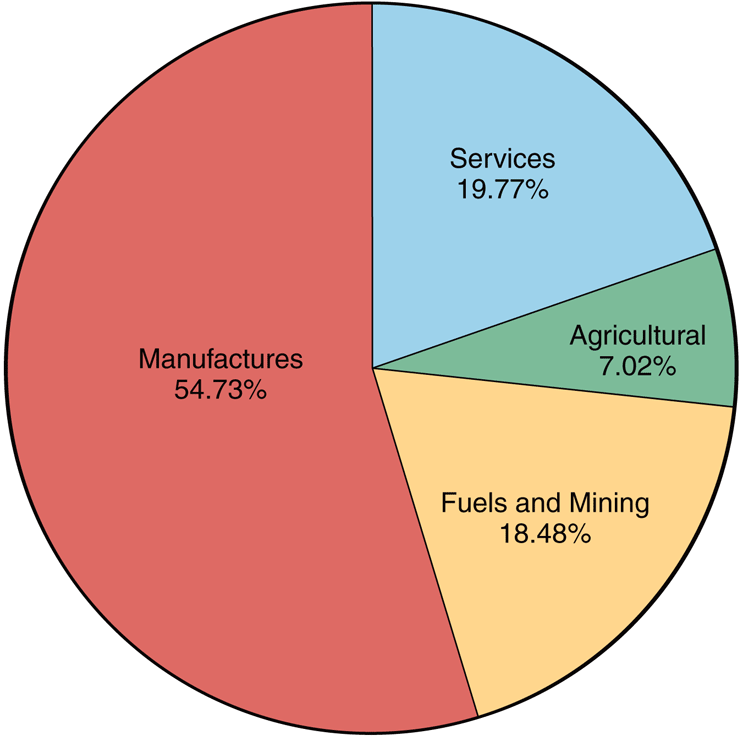 Services
19.77%
Agricultural
7.02%
Manufactures
54.73%
Fuels and Mining
18.48%